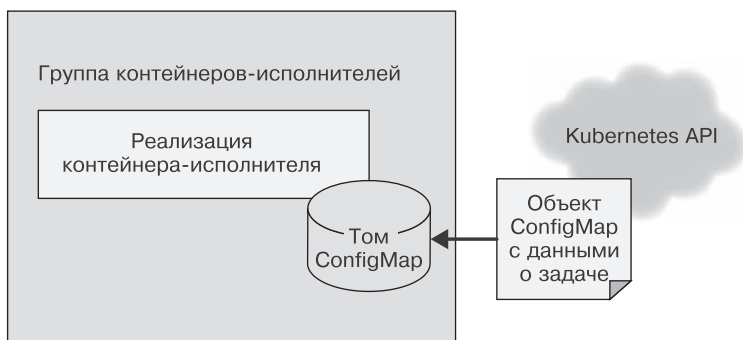 Группа контейнеров-исполнителей
Реализация
контейнера-исполнителя
Том
ConfigMap
Kubernetes API
Объект
ConfigMap
с данными
о задаче